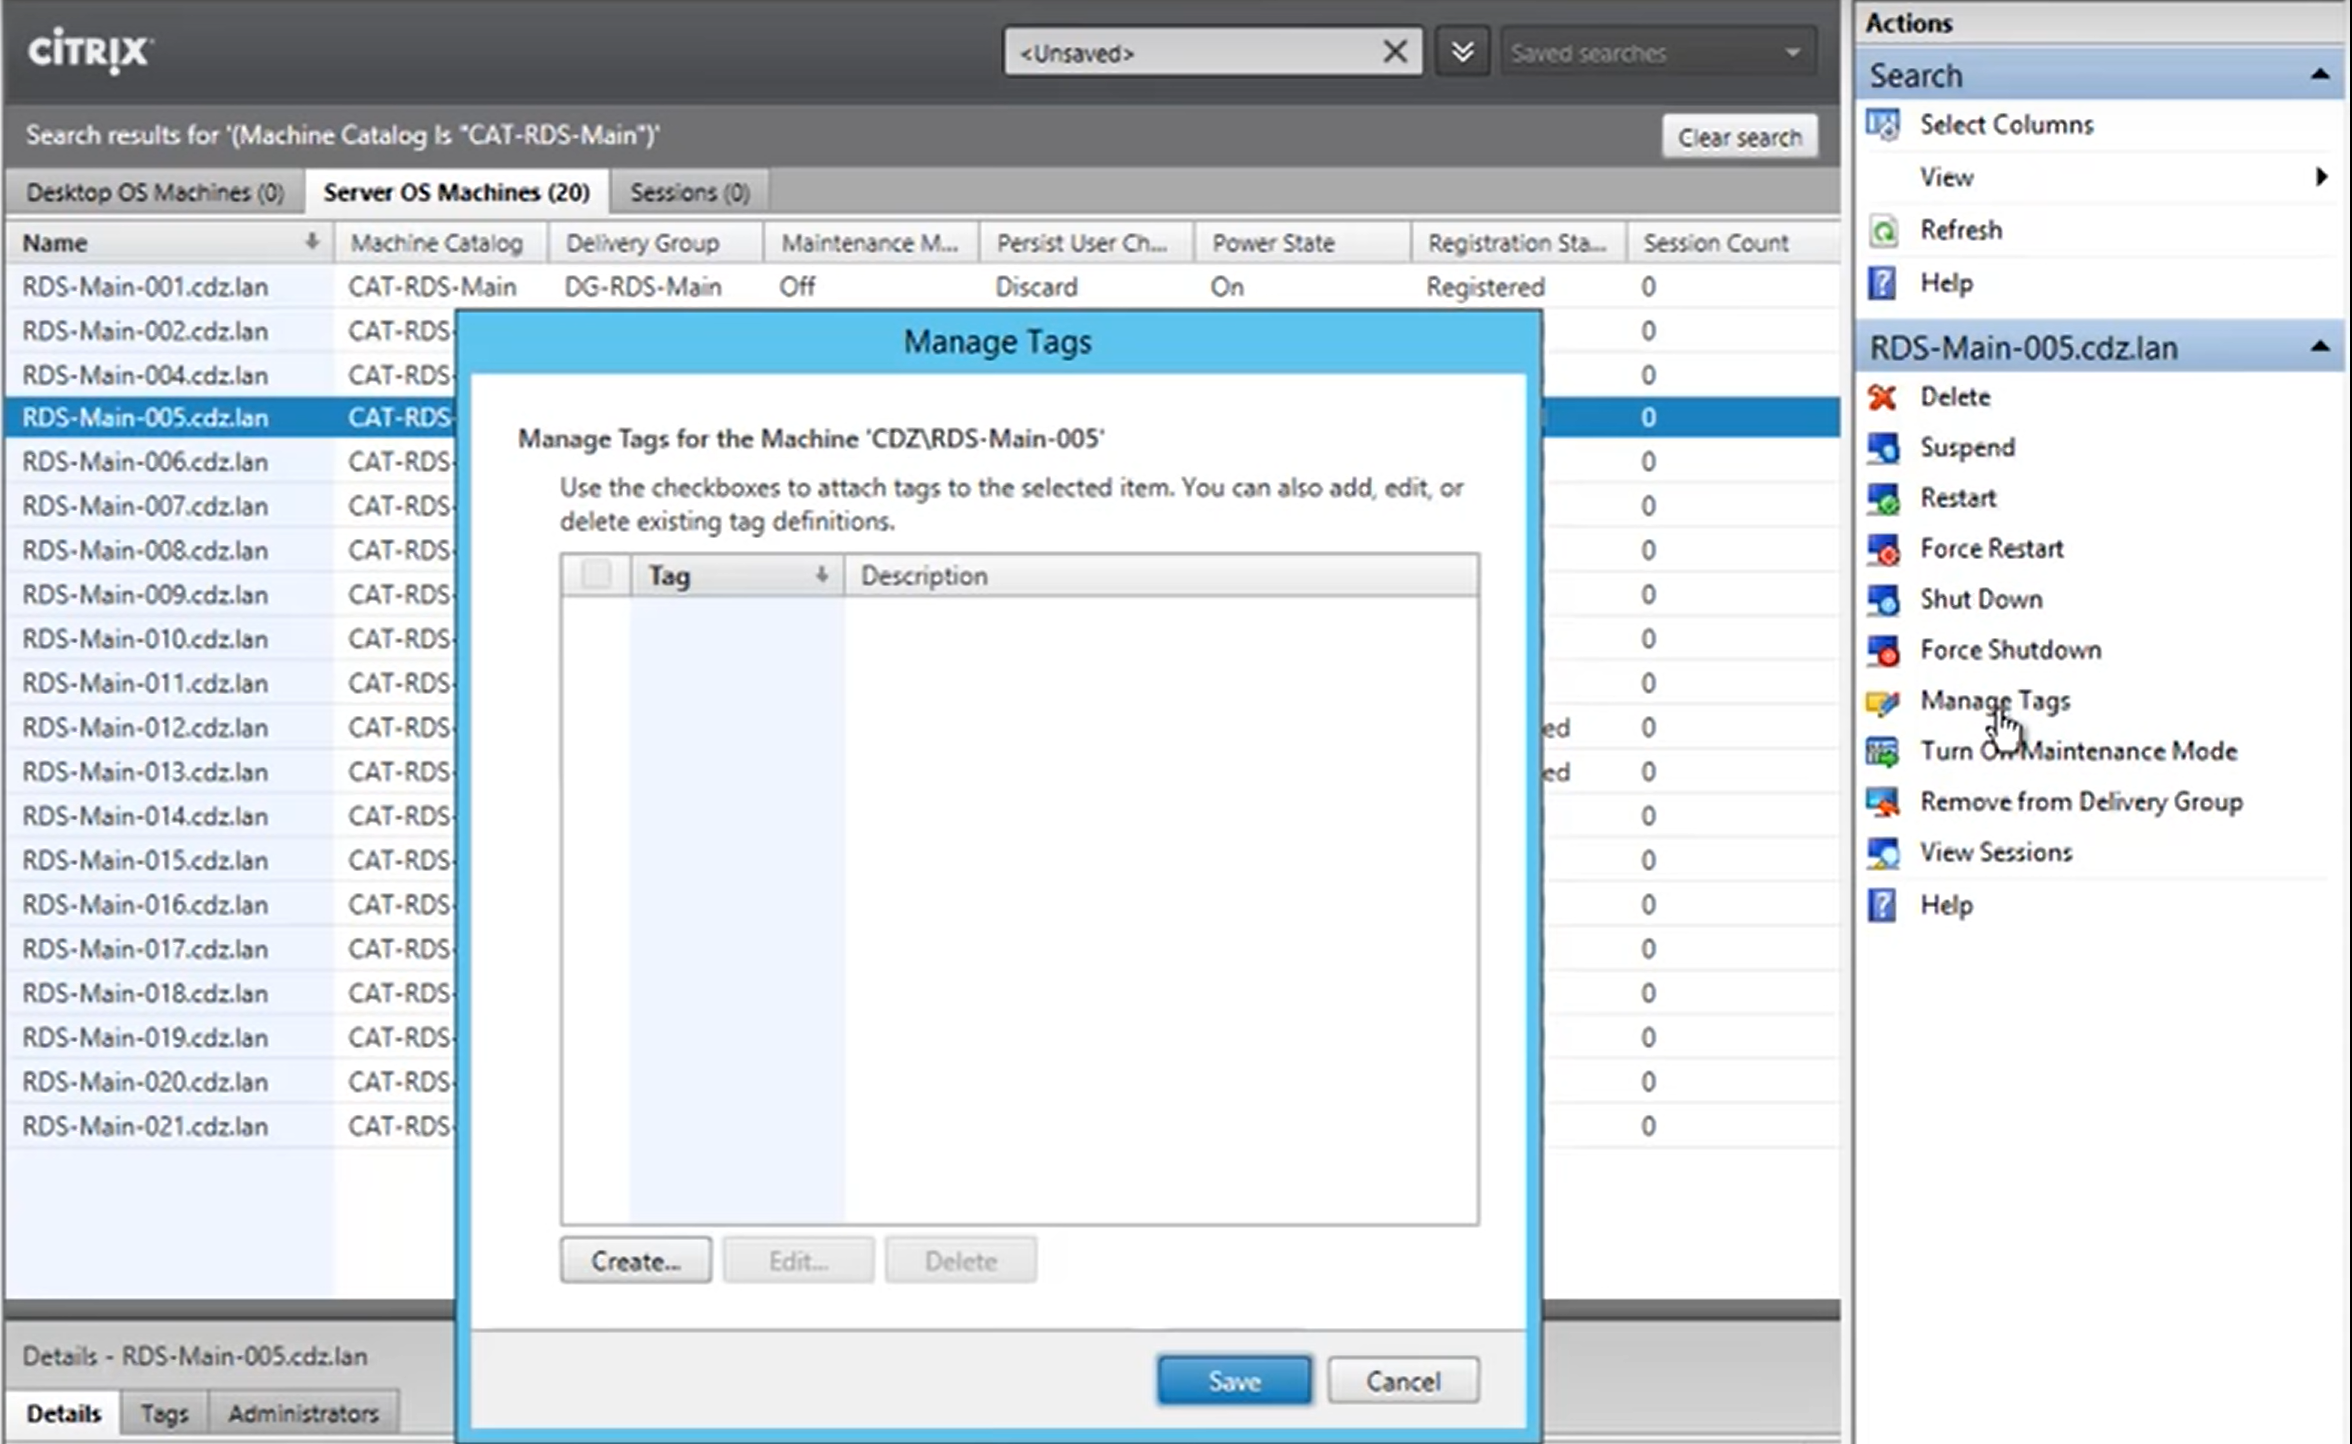 CİTRIX
<Unsaved>
Saved searches
Search results for '(Machine Catalog Is "CAT-RDS-Main")'
Clear search
Desktop OS Machines (0) Server OS Machines (20) Sessions (0)
Name Machine Catalog Delivery Group Maintenance M... Persist User Ch... Power State Registration Sta... Session Count
RDS-Main-001.cdz.lan CAT-RDS-Main DG-RDS-Main Off Discard On Registered 0
RDS-Main-002.cdz.lan CAT-RDS- 0
RDS-Main-004.cdz.lan CAT-RDS- 0
RDS-Main-005.cdz.lan CAT-RDS- 0
RDS-Main-006.cdz.lan CAT-RDS- 0
RDS-Main-007.cdz.lan CAT-RDS- 0
RDS-Main-008.cdz.lan CAT-RDS- 0
RDS-Main-009.cdz.lan CAT-RDS- 0
RDS-Main-010.cdz.lan CAT-RDS- 0
RDS-Main-011.cdz.lan CAT-RDS- 0
RDS-Main-012.cdz.lan CAT-RDS- ed 0
RDS-Main-013.cdz.lan CAT-RDS- ed 0
RDS-Main-014.cdz.lan CAT-RDS- 0
RDS-Main-015.cdz.lan CAT-RDS- 0
RDS-Main-016.cdz.lan CAT-RDS- 0
RDS-Main-017.cdz.lan CAT-RDS- 0
RDS-Main-018.cdz.lan CAT-RDS- 0
RDS-Main-019.cdz.lan CAT-RDS- 0
RDS-Main-020.cdz.lan CAT-RDS- 0
RDS-Main-021.cdz.lan CAT-RDS- 0
Manage Tags
Manage Tags for the Machine 'CDZ\RDS-Main-005'
Use the checkboxes to attach tags to the selected item. You can also add, edit, or
delete existing tag definitions.
Tag Description
Create... Edit... Delete
Save Cancel
Details - RDS-Main-005.cdz.lan
Details Tags Administrators
Actions
Search
Select Columns
View
Refresh
Help
RDS-Main-005.cdz.lan
Delete
Suspend
Restart
Force Restart
Shut Down
Force Shutdown
Manage Tags
Turn On Maintenance Mode
Remove from Delivery Group
View Sessions
Help